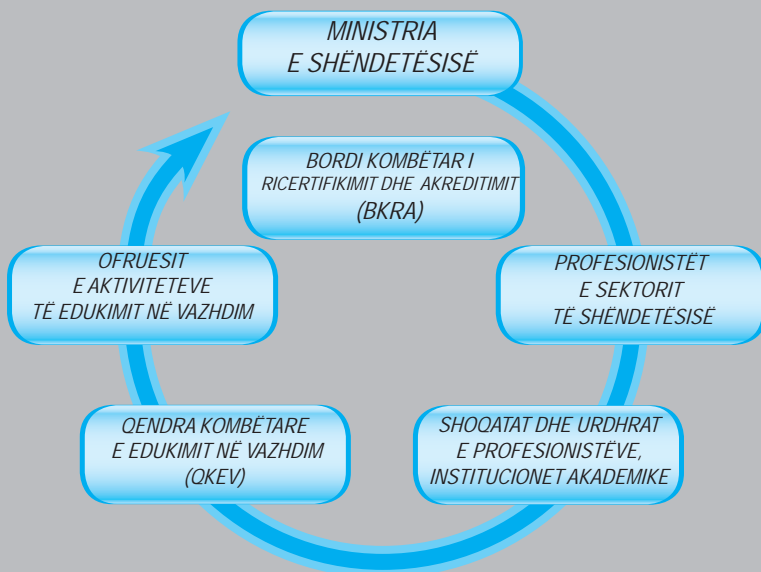 MINISTRIA
E SHËNDETËSISË
BORDI KOMBËTAR I
RICERTIFIKIMIT DHE AKREDITIMIT
(BKRA)
OFRUESIT
E AKTIVITETEVE
TË EDUKIMIT NË VAZHDIM
PROFESIONISTËT
E SEKTORIT
TË SHËNDETËSISË
QENDRA KOMBËTARE
E EDUKIMIT NË VAZHDIM
(QKEV)
SHOQATAT DHE URDHRAT
E PROFESIONISTËVE,
INSTITUCIONET AKADEMIKE